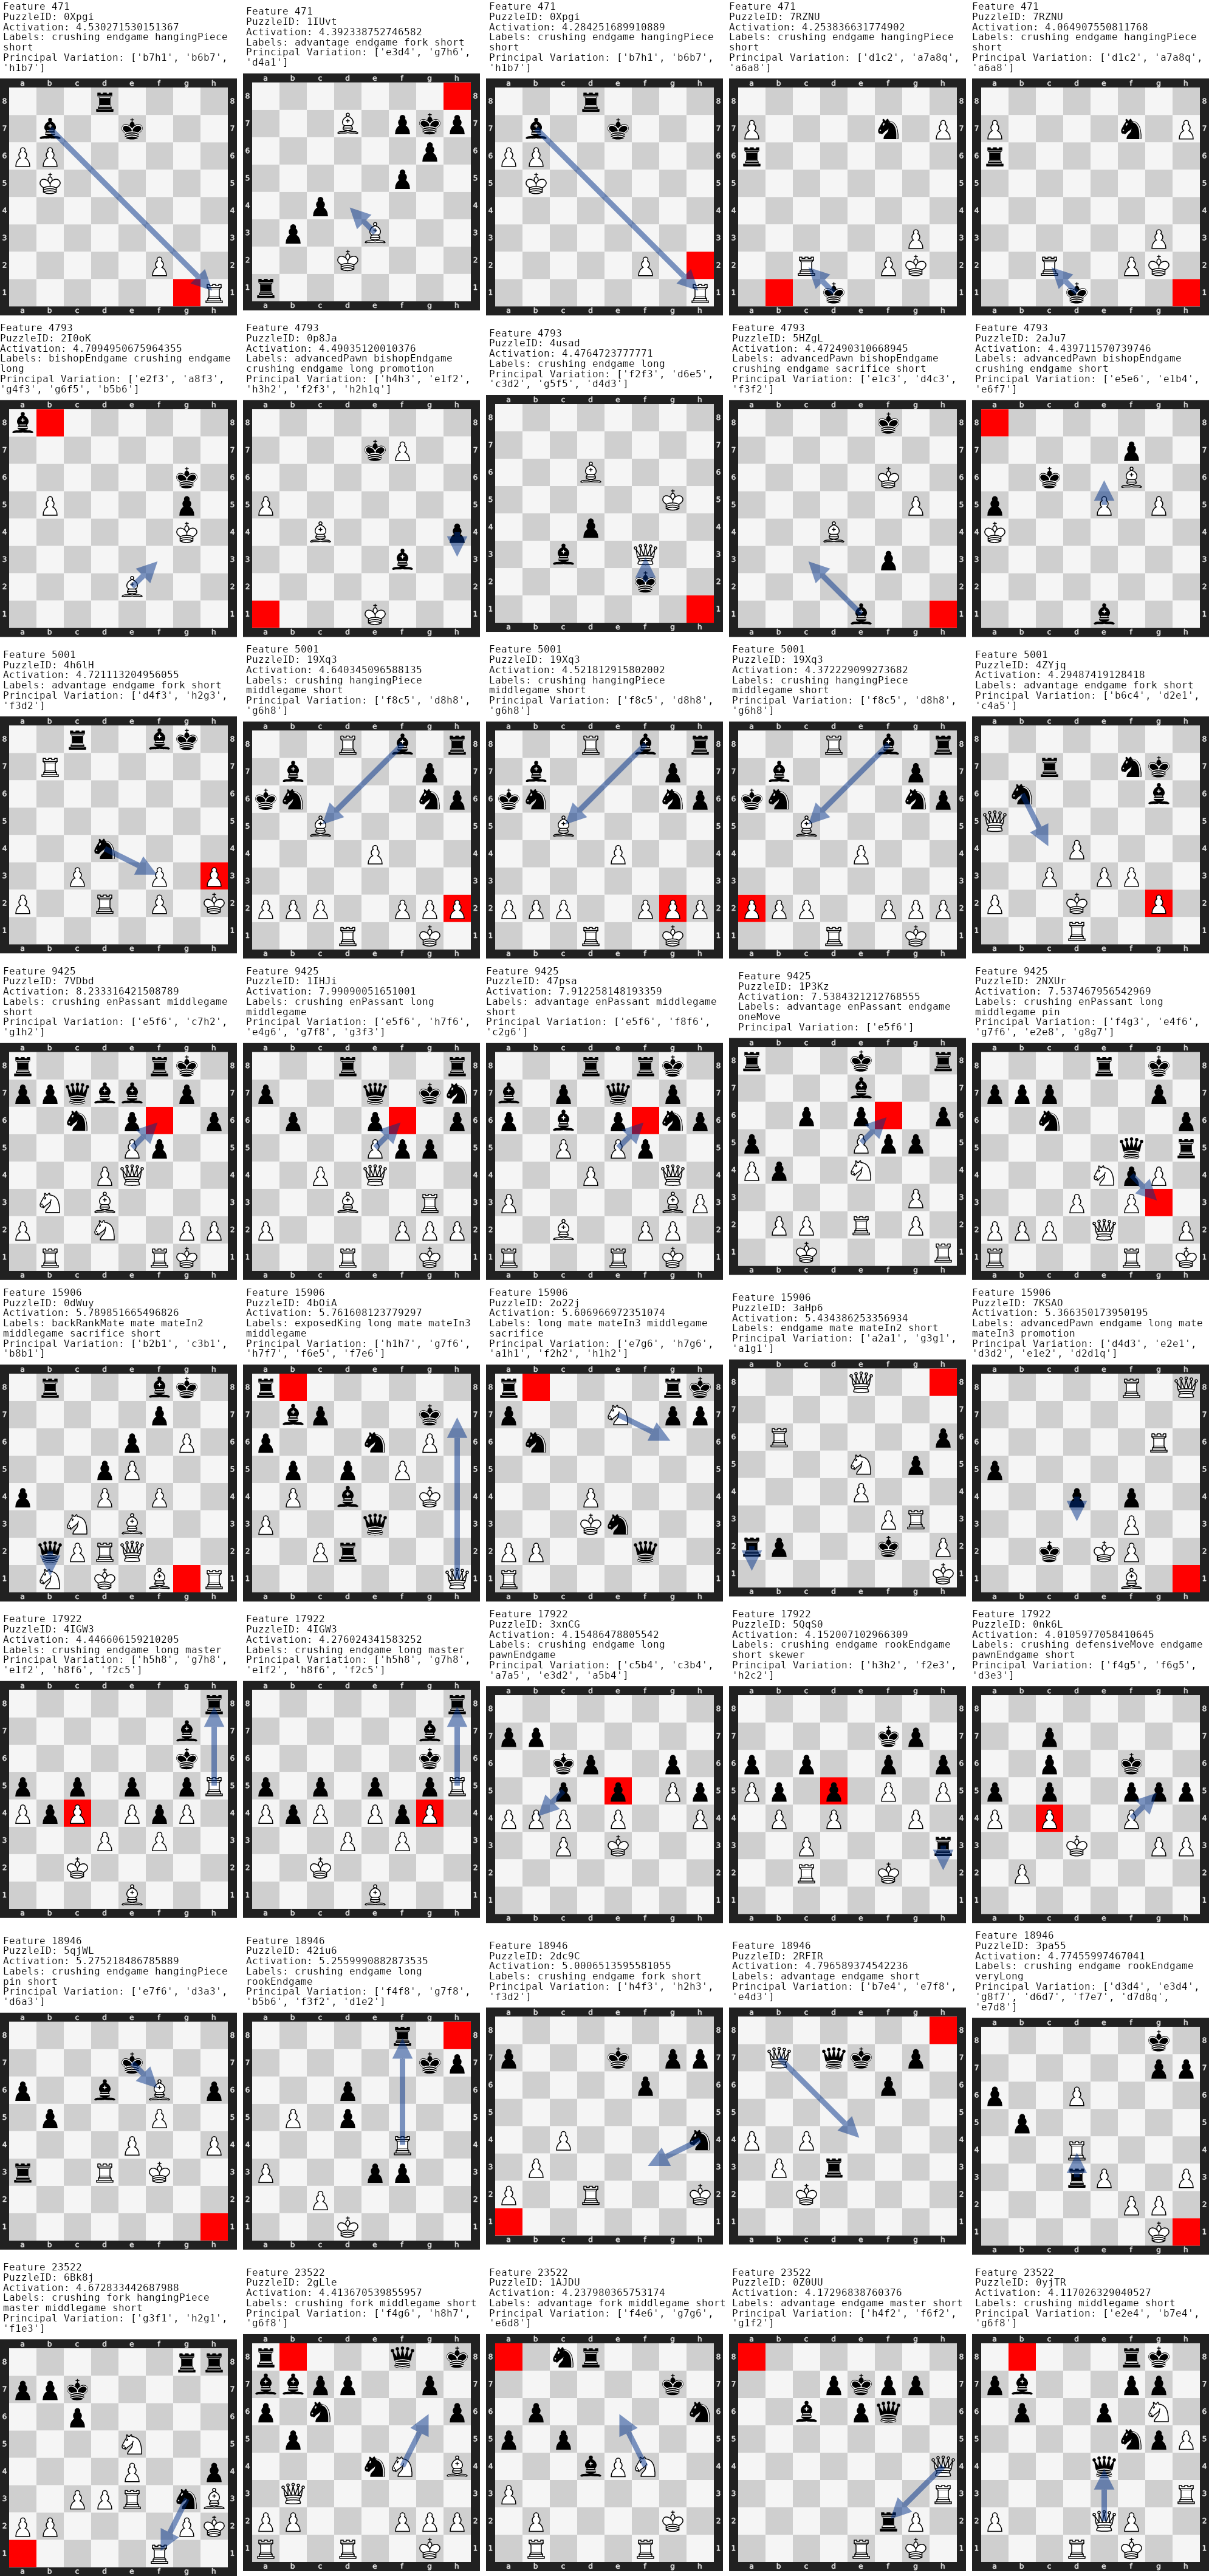 Feature 471
PuzzleID: 0Xpgi
Activation: 4.530271530151367
Labels: crushing endgame hangingPiece
short
Principal Variation: ['b7h1', 'b6b7',
'h1b7']
Feature 471
PuzzleID: 1IUvt
Activation: 4.392338752746582
Labels: advantage endgame fork short
Principal Variation: ['e3d4', 'g7h6',
'd4a1']
Feature 471
PuzzleID: 0Xpgi
Activation: 4.284251689910889
Labels: crushing endgame hangingPiece
short
Principal Variation: ['b7h1', 'b6b7',
'h1b7']
Feature 471
PuzzleID: 7RZNU
Activation: 4.253836631774902
Labels: crushing endgame hangingPiece
short
Principal Variation: ['d1c2', 'a7a8q',
'a6a8']
Feature 471
PuzzleID: 7RZNU
Activation: 4.064907550811768
Labels: crushing endgame hangingPiece
short
Principal Variation: ['d1c2', 'a7a8q',
'a6a8']
Feature 4793
PuzzleID: 2I0oK
Activation: 4.7094950675964355
Labels: bishopEndgame crushing endgame
long
Principal Variation: ['e2f3', 'a8f3',
'g4f3', 'g6f5', 'b5b6']
Feature 4793
PuzzleID: 0p8Ja
Activation: 4.49035120010376
Labels: advancedPawn bishopEndgame
crushing endgame long promotion
Principal Variation: ['h4h3', 'e1f2',
'h3h2', 'f2f3', 'h2h1q']
Feature 4793
PuzzleID: 4usad
Activation: 4.4764723777771
Labels: crushing endgame long
Principal Variation: ['f2f3', 'd6e5',
'c3d2', 'g5f5', 'd4d3']
Feature 4793
PuzzleID: 5HZgL
Activation: 4.472490310668945
Labels: advancedPawn bishopEndgame
crushing endgame sacrifice short
Principal Variation: ['e1c3', 'd4c3',
'f3f2']
Feature 4793
PuzzleID: 2aJu7
Activation: 4.439711570739746
Labels: advancedPawn bishopEndgame
crushing endgame short
Principal Variation: ['e5e6', 'e1b4',
'e6f7']
Feature 5001
PuzzleID: 4h6lH
Activation: 4.721113204956055
Labels: advantage endgame fork short
Principal Variation: ['d4f3', 'h2g3',
'f3d2']
Feature 5001
PuzzleID: 19Xq3
Activation: 4.640345096588135
Labels: crushing hangingPiece
middlegame short
Principal Variation: ['f8c5', 'd8h8',
'g6h8']
Feature 5001
PuzzleID: 19Xq3
Activation: 4.521812915802002
Labels: crushing hangingPiece
middlegame short
Principal Variation: ['f8c5', 'd8h8',
'g6h8']
Feature 5001
PuzzleID: 19Xq3
Activation: 4.372229099273682
Labels: crushing hangingPiece
middlegame short
Principal Variation: ['f8c5', 'd8h8',
'g6h8']
Feature 5001
PuzzleID: 4ZYjq
Activation: 4.29487419128418
Labels: advantage endgame fork short
Principal Variation: ['b6c4', 'd2e1',
'c4a5']
Feature 9425
PuzzleID: 7VDbd
Activation: 8.233316421508789
Labels: crushing enPassant middlegame
short
Principal Variation: ['e5f6', 'c7h2',
'g1h2']
Feature 9425
PuzzleID: 1IHJi
Activation: 7.99090051651001
Labels: crushing enPassant long
middlegame
Principal Variation: ['e5f6', 'h7f6',
'e4g6', 'g7f8', 'g3f3']
Feature 9425
PuzzleID: 47psa
Activation: 7.912258148193359
Labels: advantage enPassant middlegame
short
Principal Variation: ['e5f6', 'f8f6',
'c2g6']
Feature 9425
PuzzleID: 1P3Kz
Activation: 7.5384321212768555
Labels: advantage enPassant endgame
oneMove
Principal Variation: ['e5f6']
Feature 9425
PuzzleID: 2NXUr
Activation: 7.537467956542969
Labels: crushing enPassant long
middlegame pin
Principal Variation: ['f4g3', 'e4f6',
'g7f6', 'e2e8', 'g8g7']
Feature 15906
PuzzleID: 0dWuy
Activation: 5.789851665496826
Labels: backRankMate mate mateIn2
middlegame sacrifice short
Principal Variation: ['b2b1', 'c3b1',
'b8b1']
Feature 15906
PuzzleID: 4bOiA
Activation: 5.761608123779297
Labels: exposedKing long mate mateIn3
middlegame
Principal Variation: ['h1h7', 'g7f6',
'h7f7', 'f6e5', 'f7e6']
Feature 15906
PuzzleID: 2o22j
Activation: 5.606966972351074
Labels: long mate mateIn3 middlegame
sacrifice
Principal Variation: ['e7g6', 'h7g6',
'a1h1', 'f2h2', 'h1h2']
Feature 15906
PuzzleID: 3aHp6
Activation: 5.434386253356934
Labels: endgame mate mateIn2 short
Principal Variation: ['a2a1', 'g3g1',
'a1g1']
Feature 15906
PuzzleID: 7KSAO
Activation: 5.366350173950195
Labels: advancedPawn endgame long mate
mateIn3 promotion
Principal Variation: ['d4d3', 'e2e1',
'd3d2', 'e1e2', 'd2d1q']
Feature 17922
PuzzleID: 4IGW3
Activation: 4.446606159210205
Labels: crushing endgame long master
Principal Variation: ['h5h8', 'g7h8',
'e1f2', 'h8f6', 'f2c5']
Feature 17922
PuzzleID: 4IGW3
Activation: 4.276024341583252
Labels: crushing endgame long master
Principal Variation: ['h5h8', 'g7h8',
'e1f2', 'h8f6', 'f2c5']
Feature 17922
PuzzleID: 3xnCG
Activation: 4.15486478805542
Labels: crushing endgame long
pawnEndgame
Principal Variation: ['c5b4', 'c3b4',
'a7a5', 'e3d2', 'a5b4']
Feature 17922
PuzzleID: 5QqS0
Activation: 4.152007102966309
Labels: crushing endgame rookEndgame
short skewer
Principal Variation: ['h3h2', 'f2e3',
'h2c2']
Feature 17922
PuzzleID: 0nk6L
Activation: 4.0105977058410645
Labels: crushing defensiveMove endgame
pawnEndgame short
Principal Variation: ['f4g5', 'f6g5',
'd3e3']
Feature 18946
PuzzleID: 5qjWL
Activation: 5.275218486785889
Labels: crushing endgame hangingPiece
pin short
Principal Variation: ['e7f6', 'd3a3',
'd6a3']
Feature 18946
PuzzleID: 42iu6
Activation: 5.2559990882873535
Labels: crushing endgame long
rookEndgame
Principal Variation: ['f4f8', 'g7f8',
'b5b6', 'f3f2', 'd1e2']
Feature 18946
PuzzleID: 2dc9C
Activation: 5.0006513595581055
Labels: crushing endgame fork short
Principal Variation: ['h4f3', 'h2h3',
'f3d2']
Feature 18946
PuzzleID: 2RFIR
Activation: 4.796589374542236
Labels: advantage endgame short
Principal Variation: ['b7e4', 'e7f8',
'e4d3']
Feature 18946
PuzzleID: 3pa55
Activation: 4.77455997467041
Labels: crushing endgame rookEndgame
veryLong
Principal Variation: ['d3d4', 'e3d4',
'g8f7', 'd6d7', 'f7e7', 'd7d8q',
'e7d8']
Feature 23522
PuzzleID: 6Bk8j
Activation: 4.672833442687988
Labels: crushing fork hangingPiece
master middlegame short
Principal Variation: ['g3f1', 'h2g1',
'f1e3']
Feature 23522
PuzzleID: 2gLle
Activation: 4.413670539855957
Labels: crushing fork middlegame short
Principal Variation: ['f4g6', 'h8h7',
'g6f8']
Feature 23522
PuzzleID: 1AJDU
Activation: 4.237980365753174
Labels: advantage fork middlegame short
Principal Variation: ['f4e6', 'g7g6',
'e6d8']
Feature 23522
PuzzleID: 0Z0UU
Activation: 4.17296838760376
Labels: advantage endgame master short
Principal Variation: ['h4f2', 'f6f2',
'g1f2']
Feature 23522
PuzzleID: 0yjTR
Activation: 4.117026329040527
Labels: crushing middlegame short
Principal Variation: ['e2e4', 'b7e4',
'g6f8']